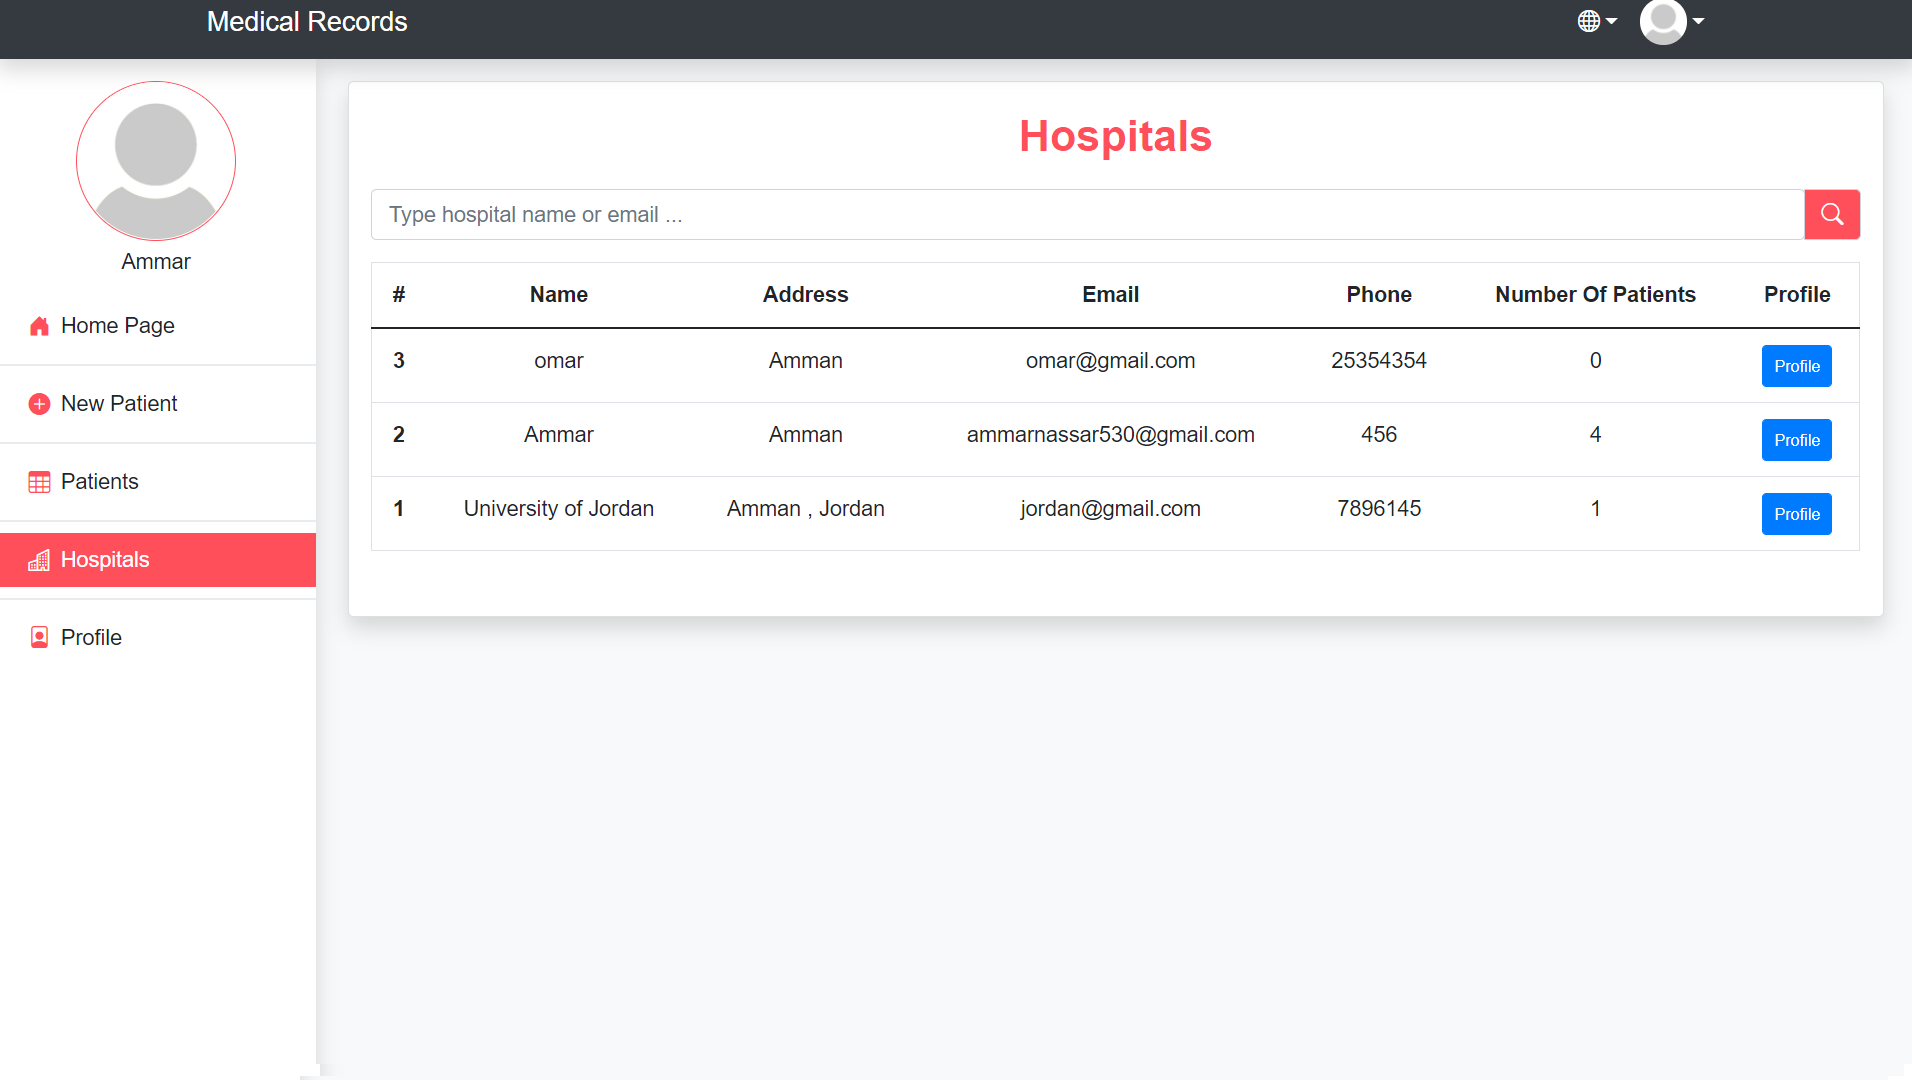 Medical Records
Ammar
Home Page
New Patient
Patients
Hospitals
Profile
Hospitals
Type hospital name or email ...
# Name Address Email Phone Number Of Patients Profile
3 omar Amman omar@gmail.com 25354354 0 Profile
2 Ammar Amman ammarnassar530@gmail.com 456 4 Profile
1 University of Jordan Amman , Jordan jordan@gmail.com 7896145 1 Profile